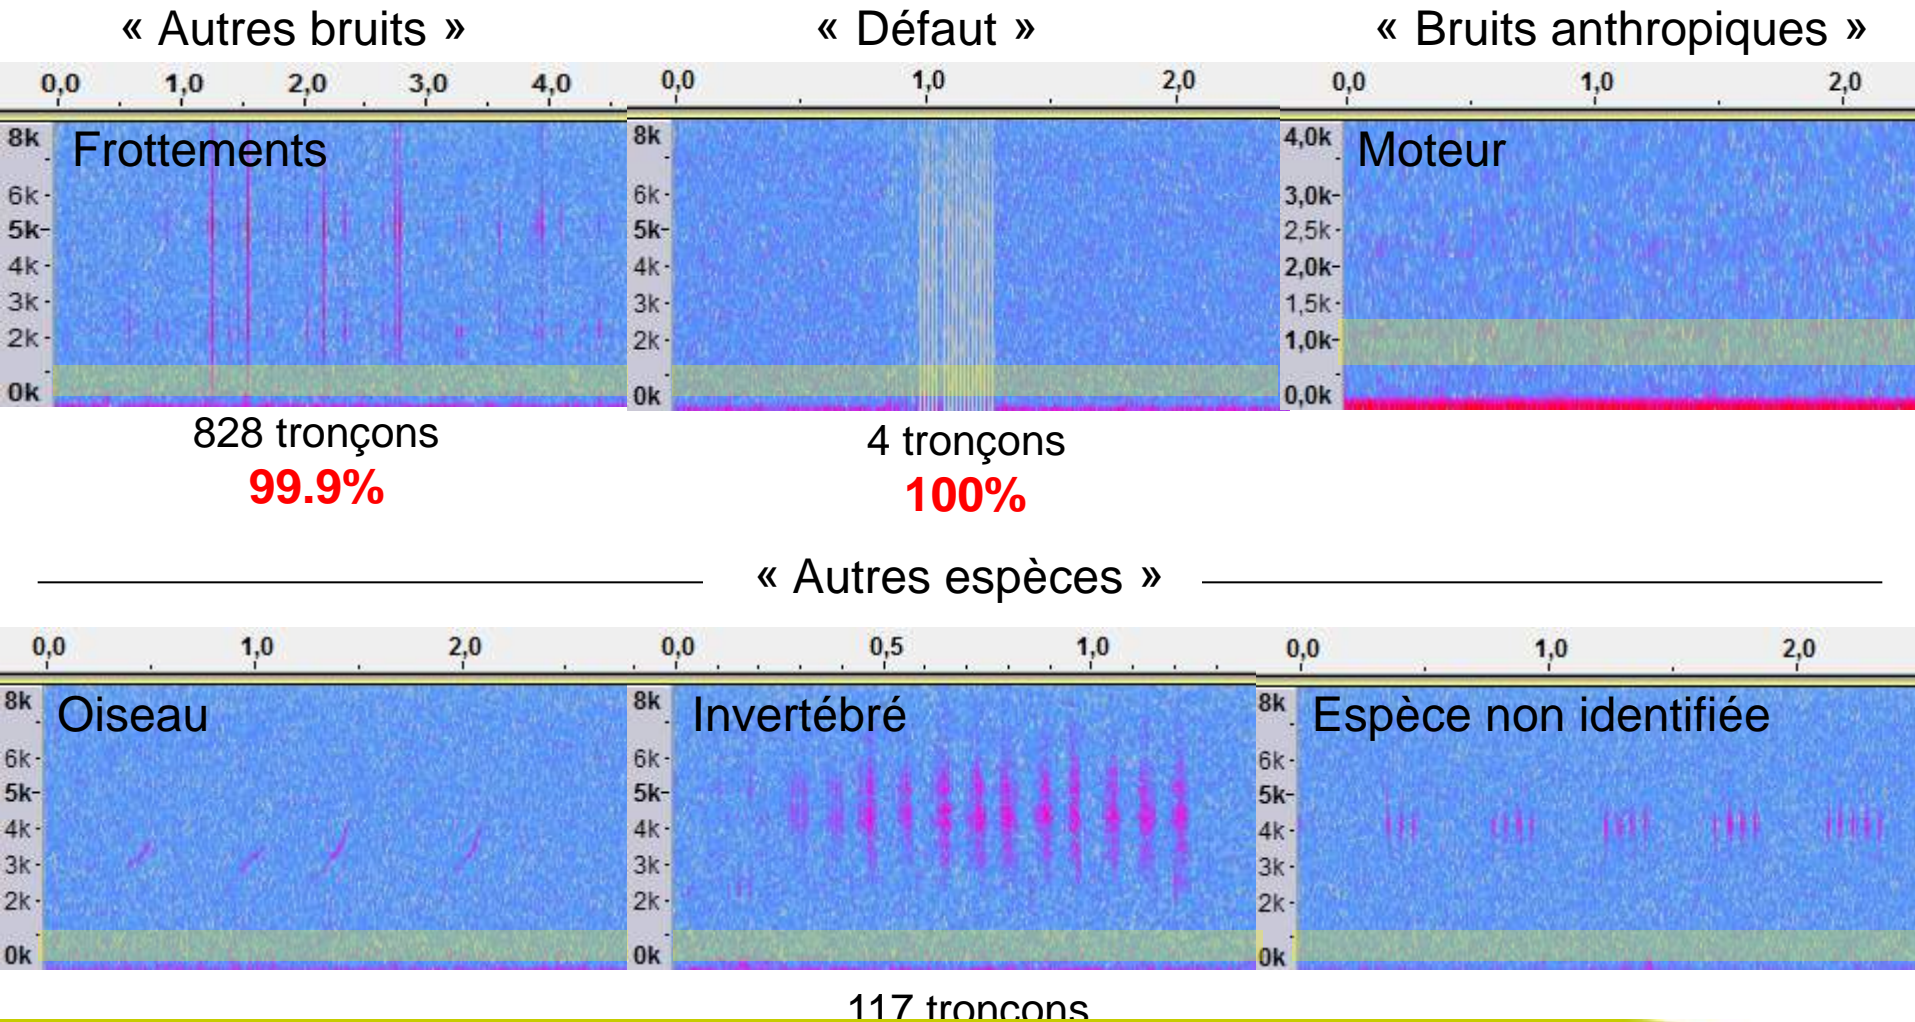 « Autres bruits » « Défaut » « Bruits anthropiques »
0,0 1,0 2,0 3,0 4,0 0,0 1,0 2,0 0,0 1,0 2,0
8k Frottements 8k 4,0k Moteur
6k 6k 3,0k
5k 5k 2,5k
4k 4k 2,0k
3k 3k 1,5k
2k 2k 1,0k
0k 0k 0,0k
828 tronçons 4 tronçons
99.9% 100%
« Autres espèces »
0,0 1,0 2,0 0,0 0,5 1,0 0,0 1,0 2,0
8k Oiseau 8k Invertébré 8k Espèce non identifiée
6k 6k 6k
5k 5k 5k
4k 4k 4k
3k 3k 3k
2k 2k 2k
0k 0k 0k
117 tronçons